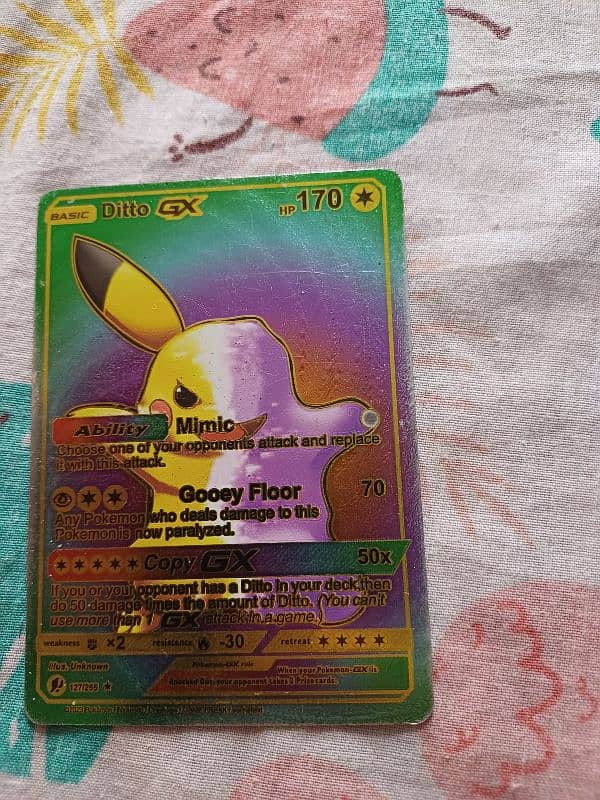 BASIC Ditto GX HP 170
Ability Mimic
Choose one of your opponents attack and replace
it with this attack.
Gooey Floor 70
Any Pokemon who deals damage to this
Pokemon is now paralyzed.
Copy GX 50x
If you or your opponent has a Ditto in your deck, then
do 50 damage times the amount of Ditto. (You can't
use more than 1 GX attack in a game.)
weakness x2 resistance -30 retreat
Illus. Unknown Pokemon-GX rule When your Pokemon-GX is
127/255 Knocked Out, your opponent takes 2 Prize cards.